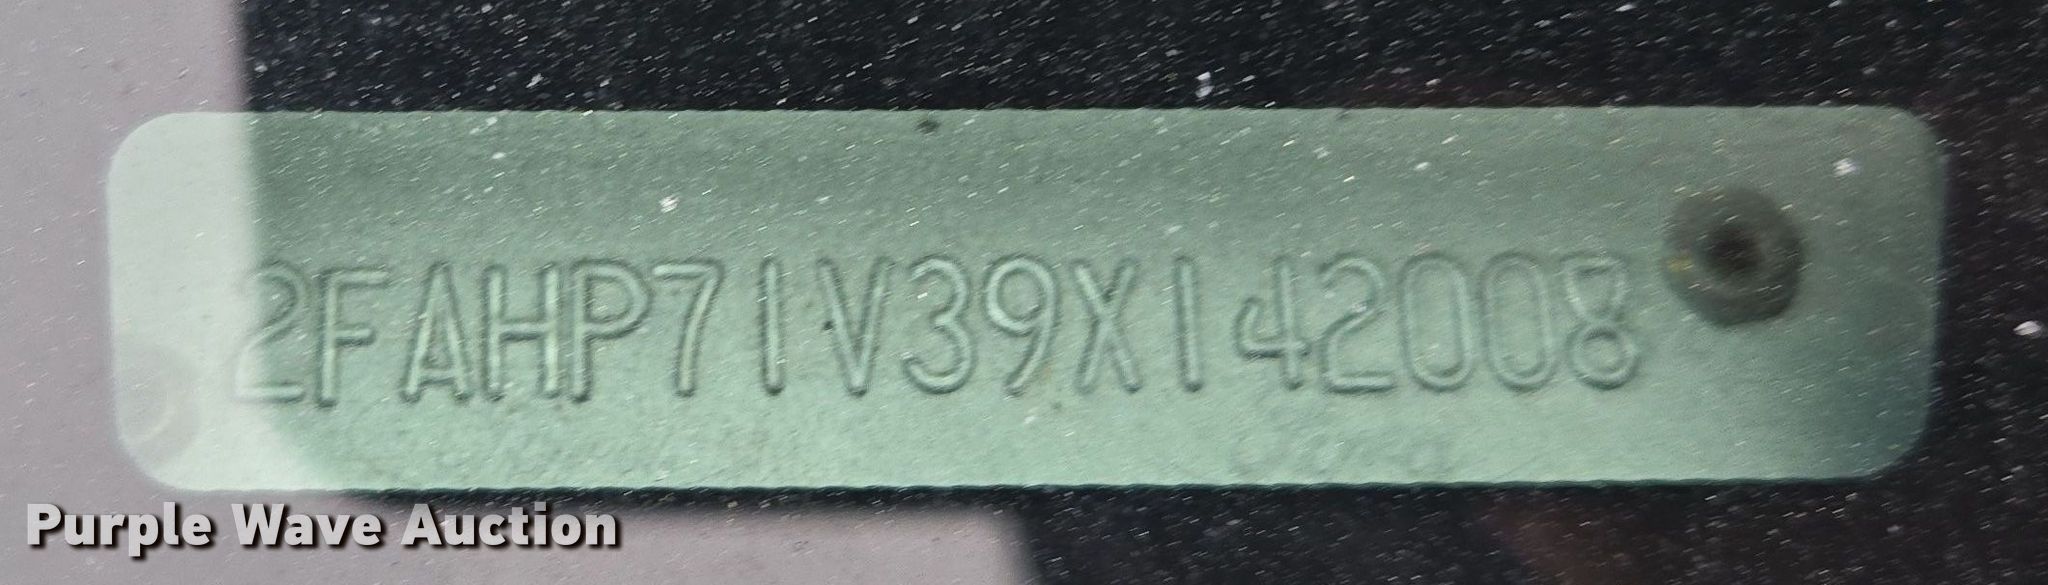 2FAHP71V39X142008
Purple Wave Auction